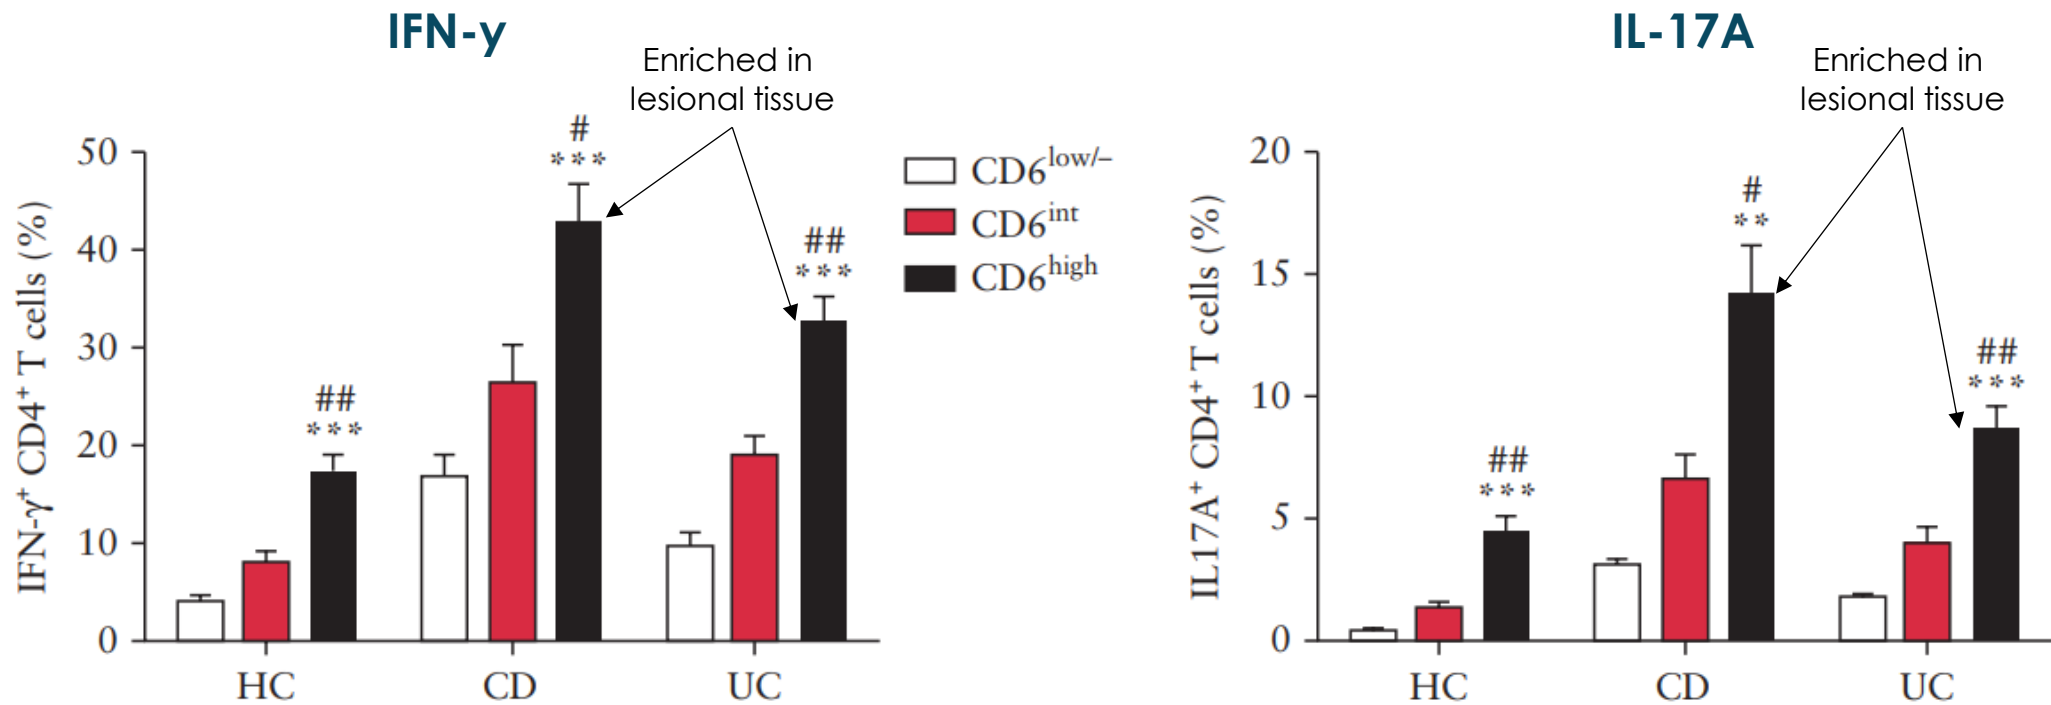 IFN-y
Enriched in
lesional tissue
#
***
##
***
##
***
50
40
30
20
10
0
IFN-γ⁺ CD4⁺ T cells (%)
HC
CD
UC
CD6low/–
CD6int
CD6high
IL-17A
Enriched in
lesional tissue
#
**
##
***
##
***
20
15
10
5
0
IL17A⁺ CD4⁺ T cells (%)
HC
CD
UC